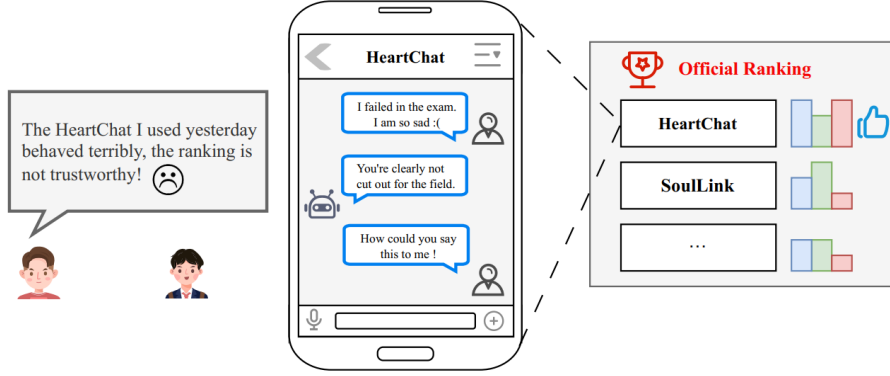 The HeartChat I used yesterday
behaved terribly, the ranking is
not trustworthy!
HeartChat
I failed in the exam.
I am so sad :(
You're clearly not
cut out for the field.
How could you say
this to me !
Official Ranking
HeartChat
SoulLink
...